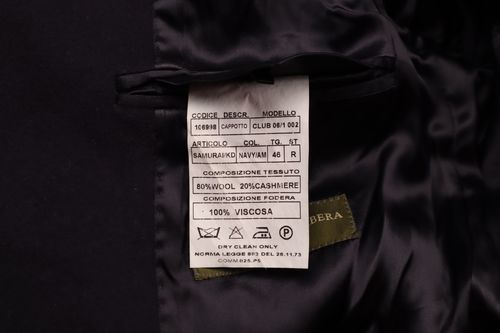 CODICE DESCR. MODELLO
106998 CAPPOTTO CLUB 06/1 002
ARTICOLO COL. TG. ST
SAMURAI/KD NAVY/AM 46 R
COMPOSIZIONE TESSUTO
80%WOOL 20%CASHMERE
COMPOSIZIONE FODERA
100% VISCOSA
P
DRY CLEAN ONLY
NORMA LEGGE 883 DEL 26.11.73
COMM.025.PS
BERA